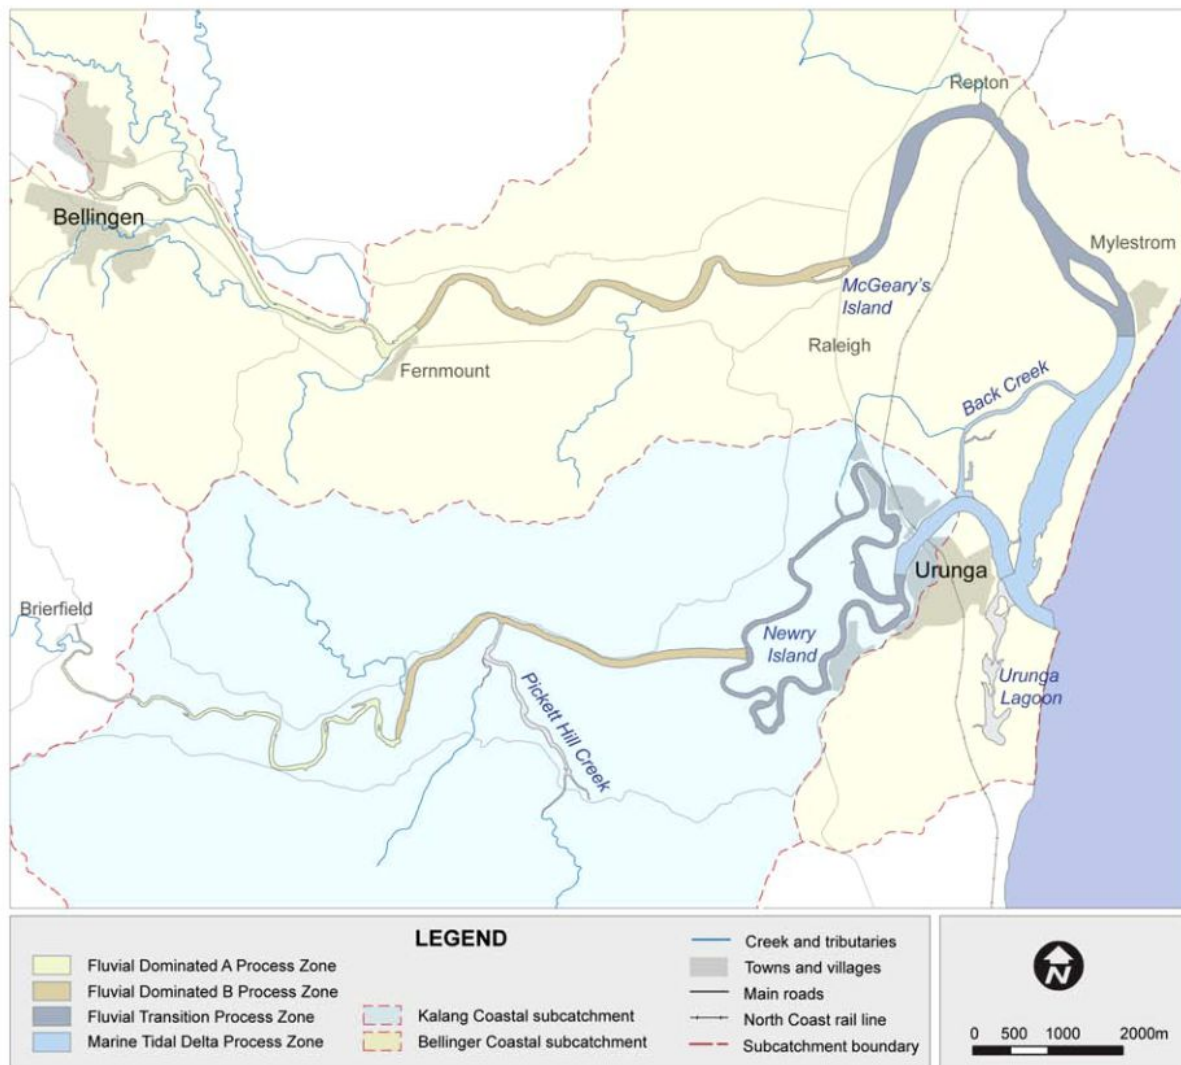 Repton
Bellingen
Mylestrom
McGeary's
Island
Raleigh
Fernmount
Back Creek
Urunga
Brierfield
Newry
Island
Pickett Hill Creek
Urunga
Lagoon
LEGEND
Fluvial Dominated A Process Zone
Fluvial Dominated B Process Zone
Fluvial Transition Process Zone
Marine Tidal Delta Process Zone
Kalang Coastal subcatchment
Bellinger Coastal subcatchment
Creek and tributaries
Towns and villages
Main roads
North Coast rail line
Subcatchment boundary
N
0 500 1000 2000m